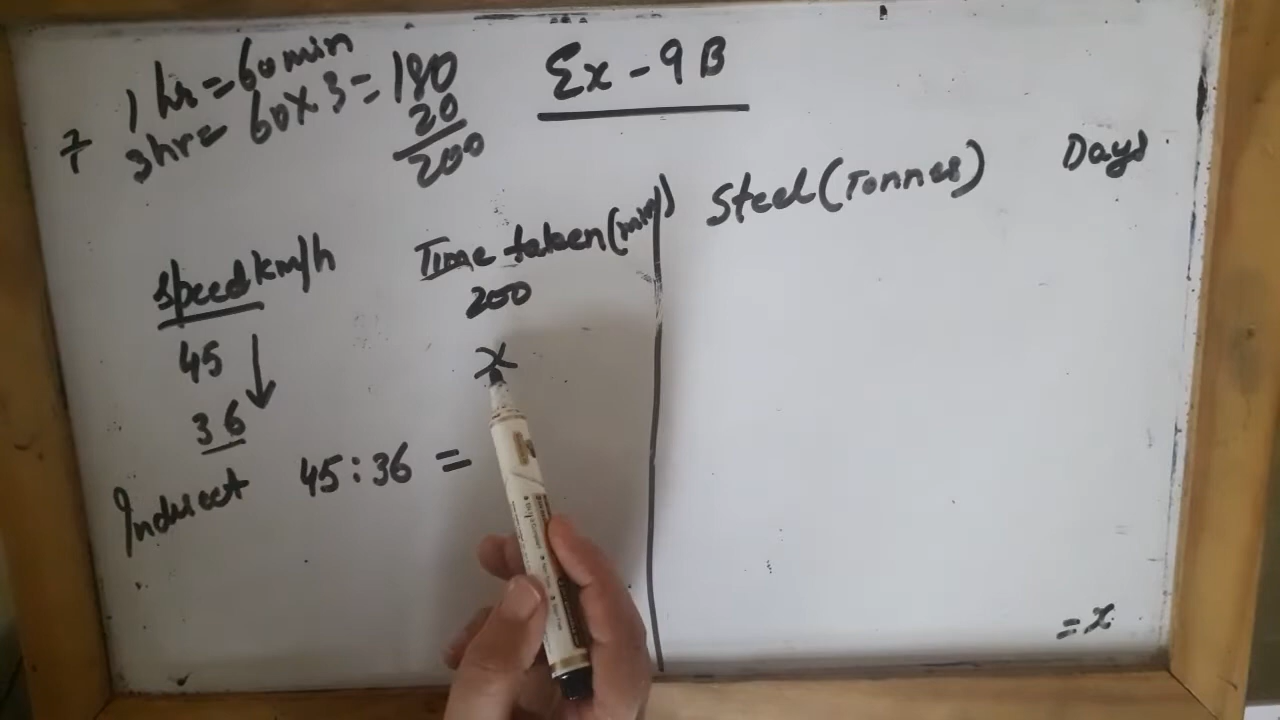 Ex - 9B
1 hr = 60 min
7 3hr = 60 x 3 = 180
20
200
Speed km/h Time taken (min)
45 200
36 x
Indirect 45 : 36 =
Steel (Tonnes) Days
= x